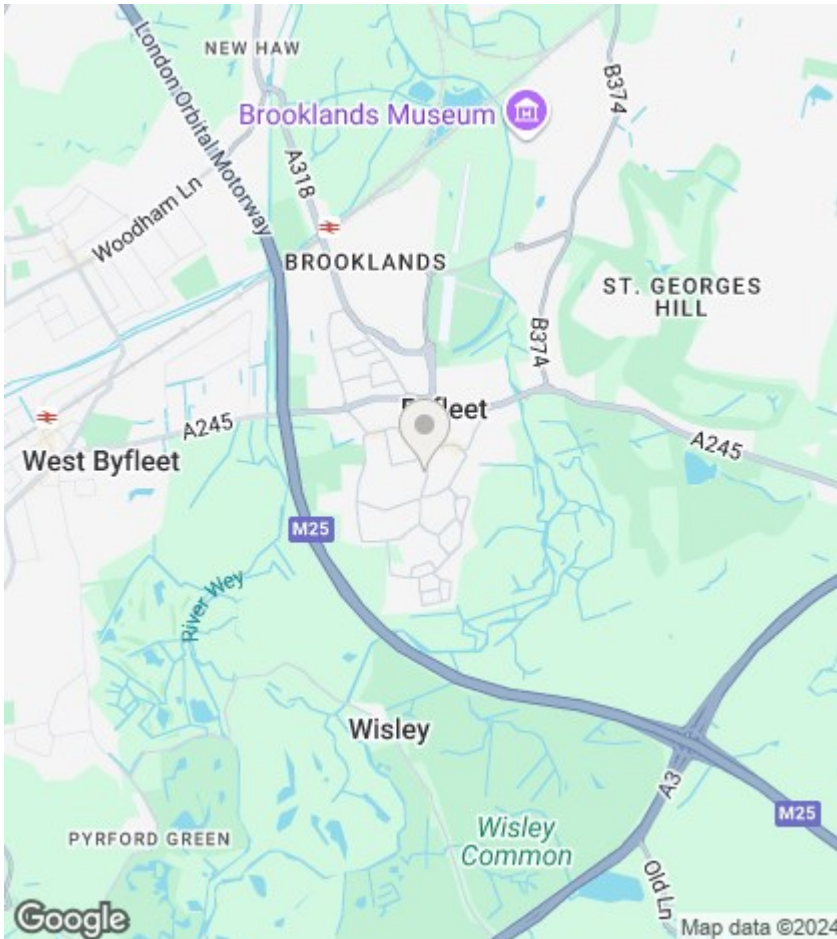 NEW HAW
London Orbital Motorway
B374
Brooklands Museum
A318
Woodham Ln
BROOKLANDS
ST. GEORGES
HILL
B374
A245
A245
West Byfleet
M25
River Wey
Wisley
A3
M25
PYRFORD GREEN
Wisley
Common
Old Ln
Google
Map data ©2024